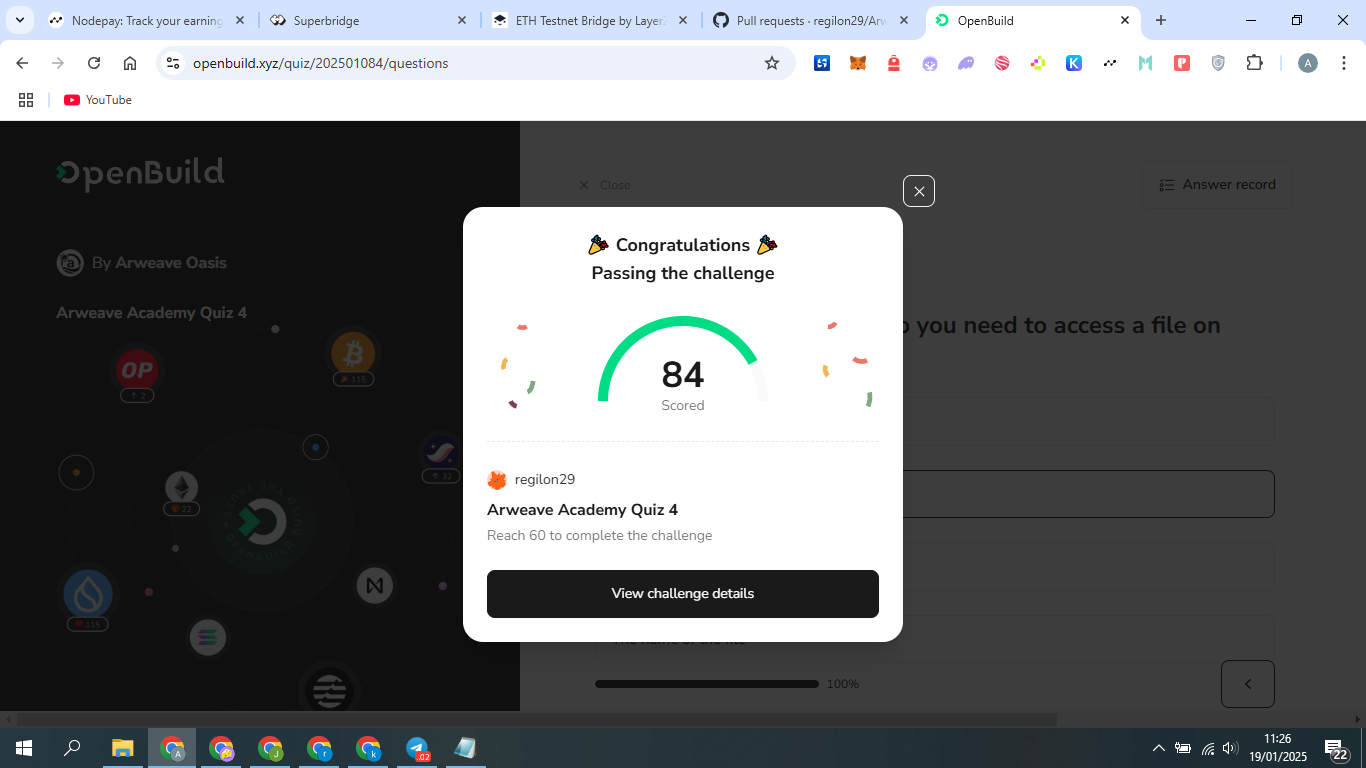 Nodepay: Track your earning
Superbridge
ETH Testnet Bridge by Layer
Pull requests · regilon29/Arw
OpenBuild
openbuild.xyz/quiz/202501084/questions
A
YouTube
OpenBuild
Close
Answer record
By Arweave Oasis
Arweave Academy Quiz 4
o you need to access a file on
Congratulations
Passing the challenge
84
Scored
regilon29
Arweave Academy Quiz 4
Reach 60 to complete the challenge
View challenge details
OP
2
115
32
22
115
The name of the file
100%
A
J
r
k
02
11:26
19/01/2025
22